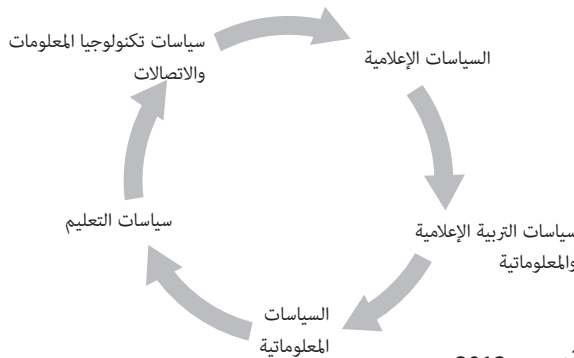 سياسات تكنولوجيا المعلومات
والاتصالات
السياسات الإعلامية
سياسات التربية الإعلامية
والمعلوماتية
السياسات
المعلوماتية
سياسات التعليم